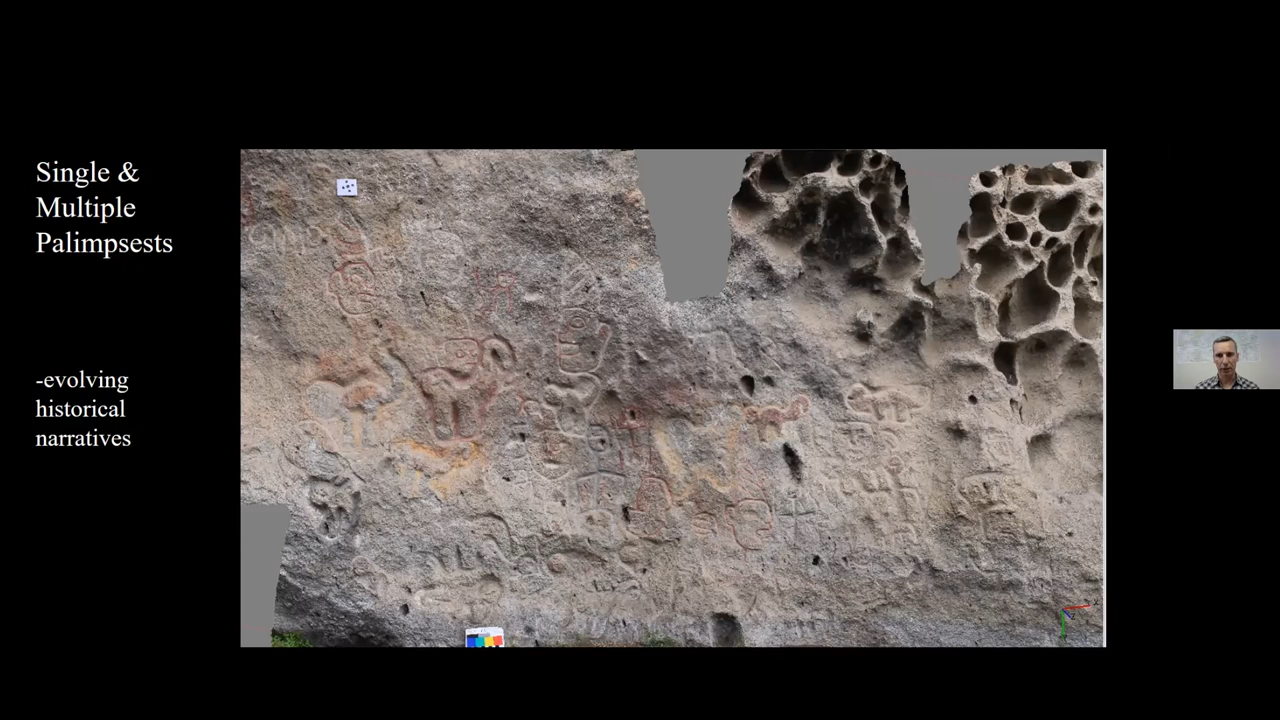 Single &
Multiple
Palimpsests
-evolving
historical
narratives